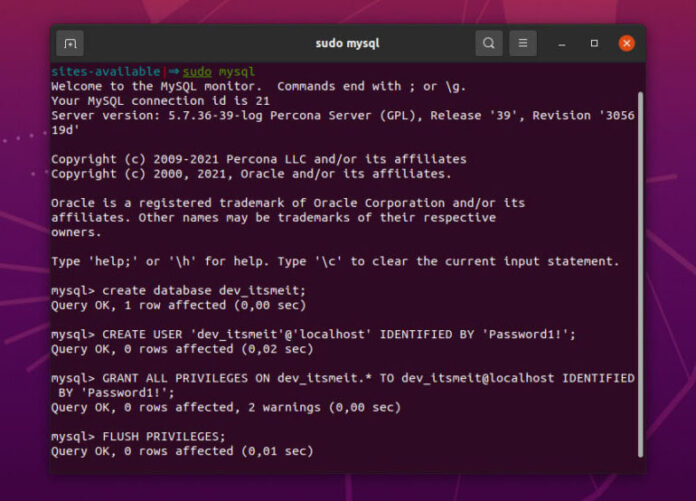 sudo mysql
sites-available|⇒ sudo mysql
Welcome to the MySQL monitor.  Commands end with ; or \g.
Your MySQL connection id is 21
Server version: 5.7.36-39-log Percona Server (GPL), Release '39', Revision '3056
19d'
Copyright (c) 2009-2021 Percona LLC and/or its affiliates
Copyright (c) 2000, 2021, Oracle and/or its affiliates.
Oracle is a registered trademark of Oracle Corporation and/or its
affiliates. Other names may be trademarks of their respective
owners.
Type 'help;' or '\h' for help. Type '\c' to clear the current input statement.
mysql> create database dev_itsmeit;
Query OK, 1 row affected (0,00 sec)
mysql> CREATE USER 'dev_itsmeit'@'localhost' IDENTIFIED BY 'Password1!';
Query OK, 0 rows affected (0,02 sec)
mysql> GRANT ALL PRIVILEGES ON dev_itsmeit.* TO dev_itsmeit@localhost IDENTIFIED
 BY 'Password1!';
Query OK, 0 rows affected, 2 warnings (0,00 sec)
mysql> FLUSH PRIVILEGES;
Query OK, 0 rows affected (0,01 sec)